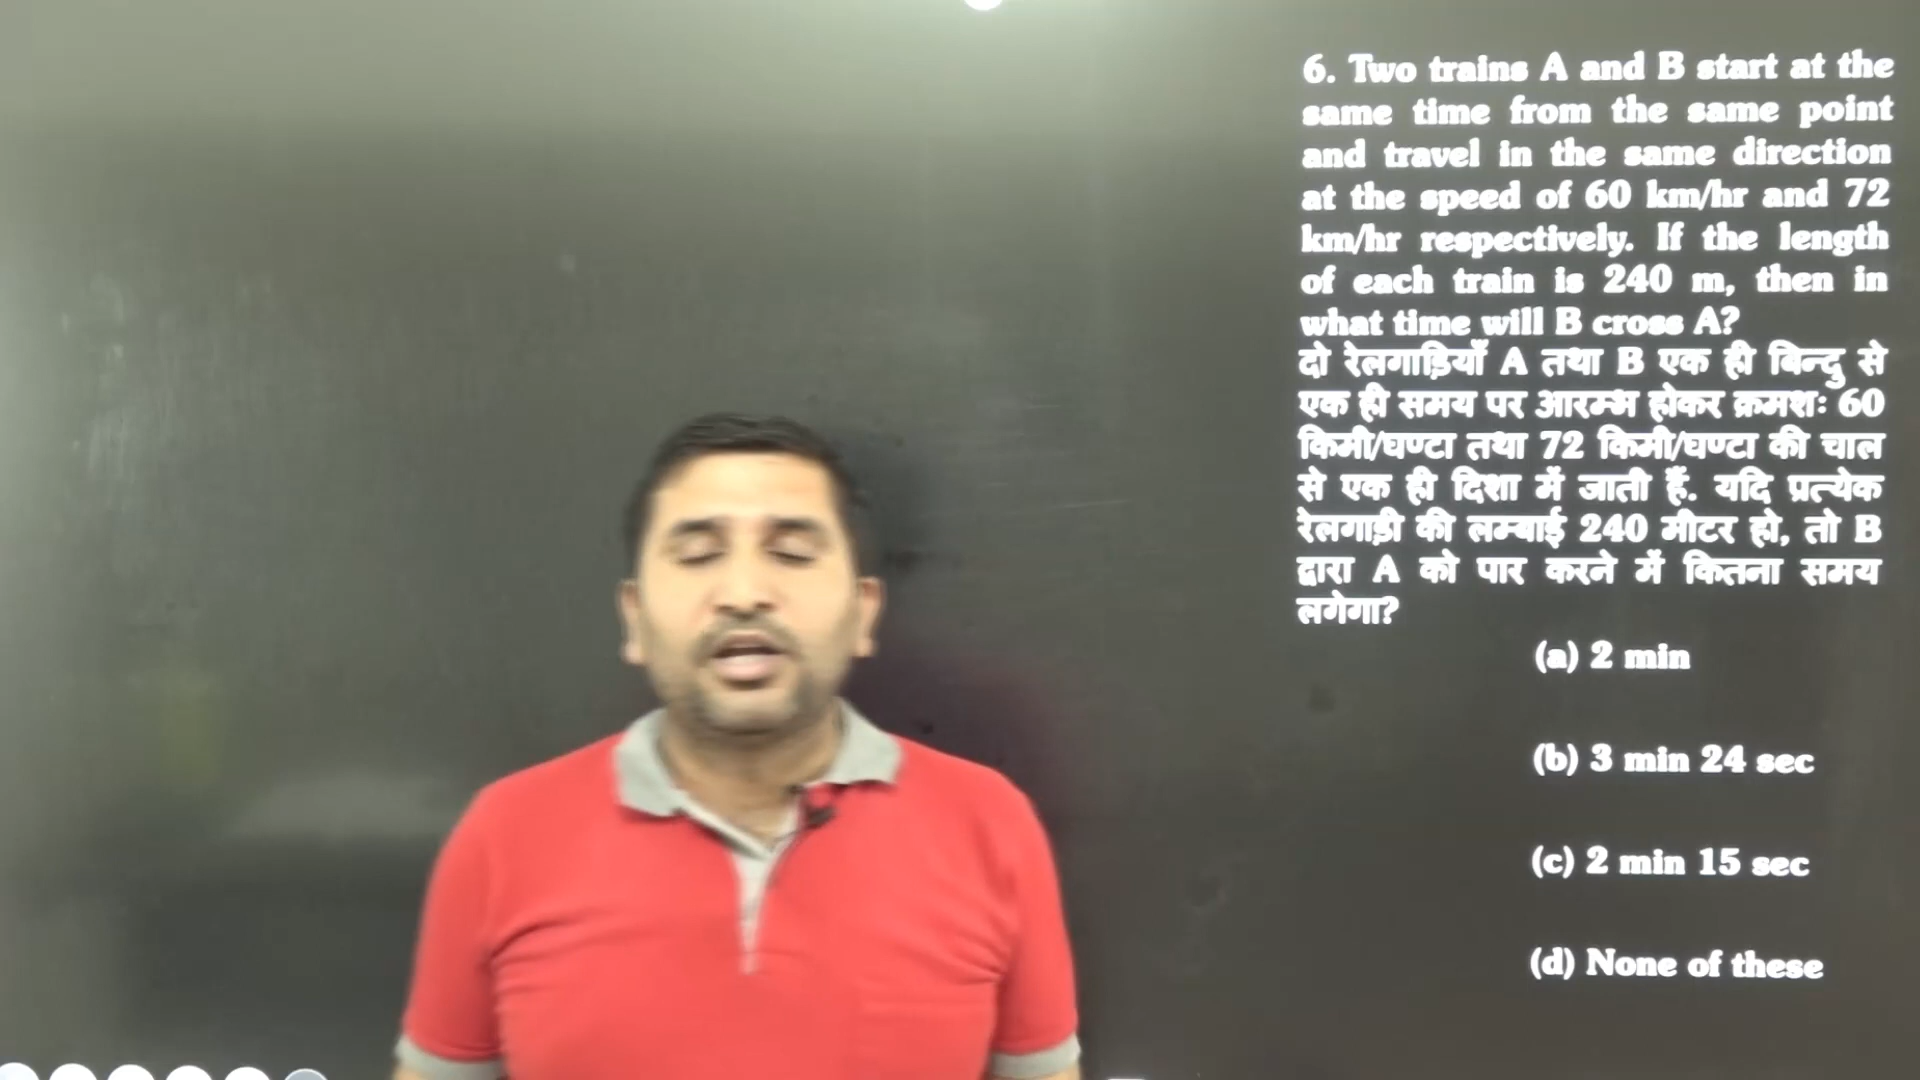 6. Two trains A and B start at the
same time from the same point
and travel in the same direction
at the speed of 60 km/hr and 72
km/hr respectively. If the length
of each train is 240 m, then in
what time will B cross A?
दो रेलगाड़ियाँ A तथा B एक ही बिन्दु से
एक ही समय पर आरम्भ होकर क्रमशः 60
किमी/घण्टा तथा 72 किमी/घण्टा की चाल
से एक ही दिशा में जाती हैं. यदि प्रत्येक
रेलगाड़ी की लम्बाई 240 मीटर हो, तो B
द्वारा A को पार करने में कितना समय
लगेगा?
(a) 2 min
(b) 3 min 24 sec
(c) 2 min 15 sec
(d) None of these